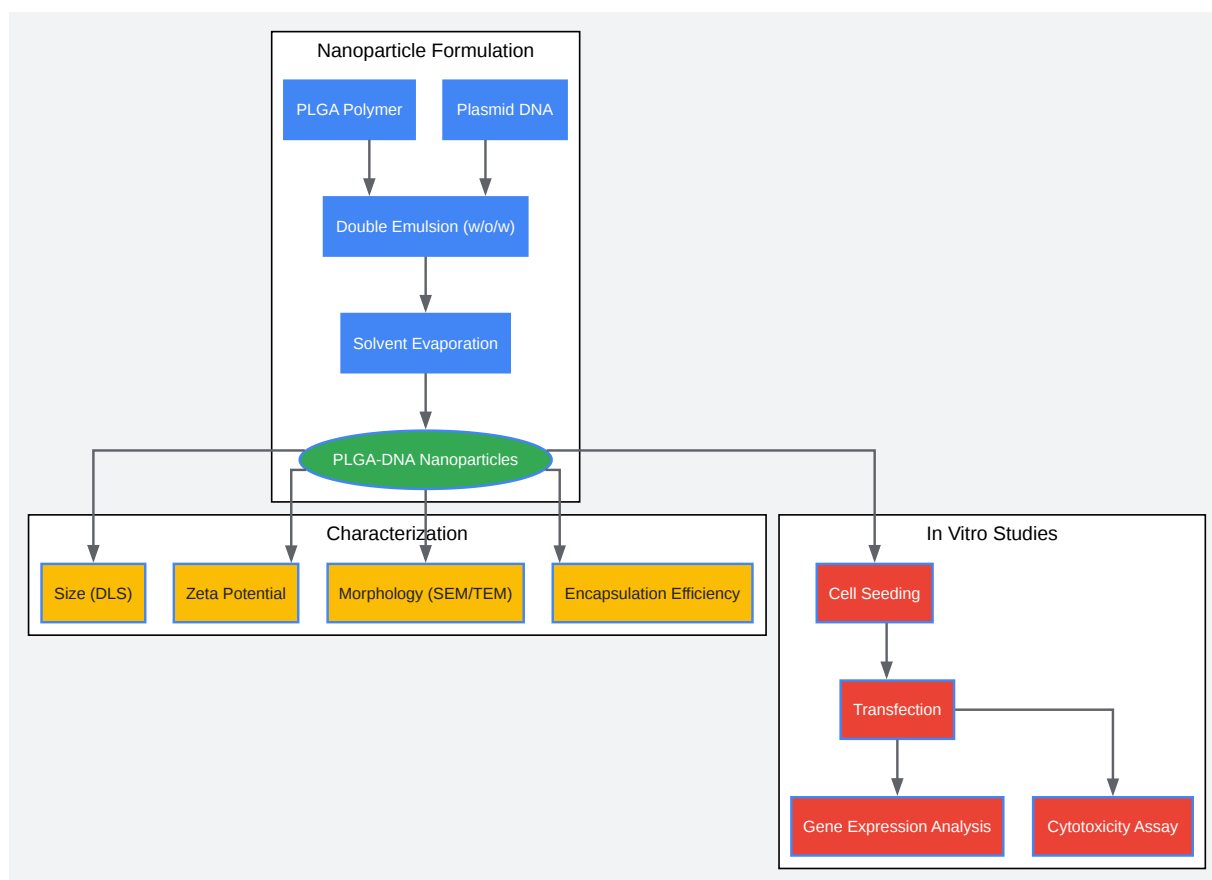 Nanoparticle Formulation
PLGA Polymer
Plasmid DNA
Double Emulsion (w/o/w)
Solvent Evaporation
PLGA-DNA Nanoparticles
Characterization
Size (DLS)
Zeta Potential
Morphology (SEM/TEM)
Encapsulation Efficiency
In Vitro Studies
Cell Seeding
Transfection
Gene Expression Analysis
Cytotoxicity Assay